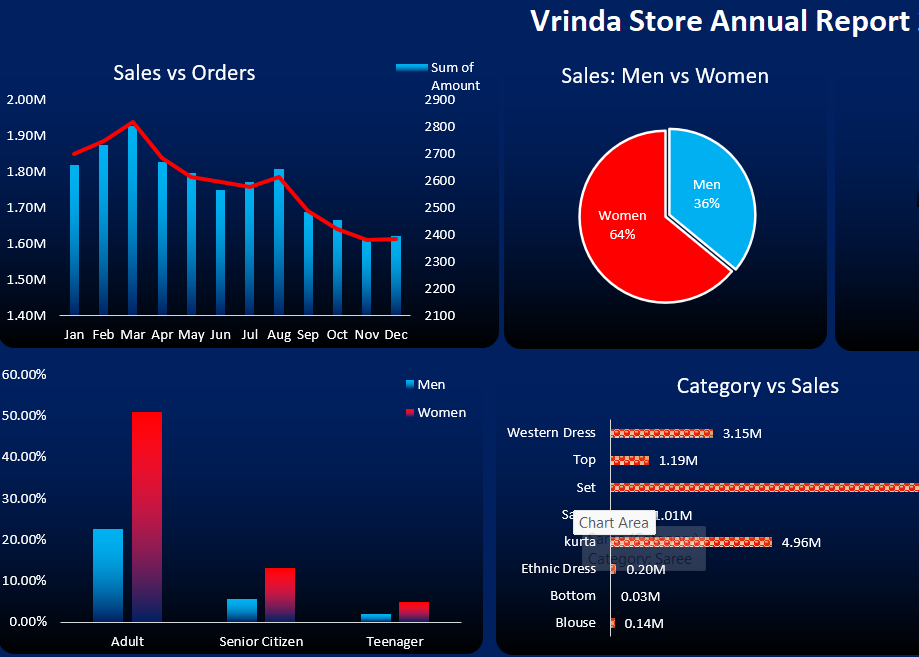 Vrinda Store Annual Report
Sales vs Orders
Sum of
Amount
2.00M
1.90M
1.80M
1.70M
1.60M
1.50M
1.40M
2900
2800
2700
2600
2500
2400
2300
2200
2100
Jan Feb Mar Apr May Jun Jul Aug Sep Oct Nov Dec
Sales: Men vs Women
Men
36%
Women
64%
60.00%
50.00%
40.00%
30.00%
20.00%
10.00%
0.00%
Men
Women
Adult Senior Citizen Teenager
Category vs Sales
Western Dress 3.15M
Top 1.19M
Set
1.01M
Chart Area
kurta 4.96M
Category: Saree
Ethnic Dress 0.20M
Bottom 0.03M
Blouse 0.14M